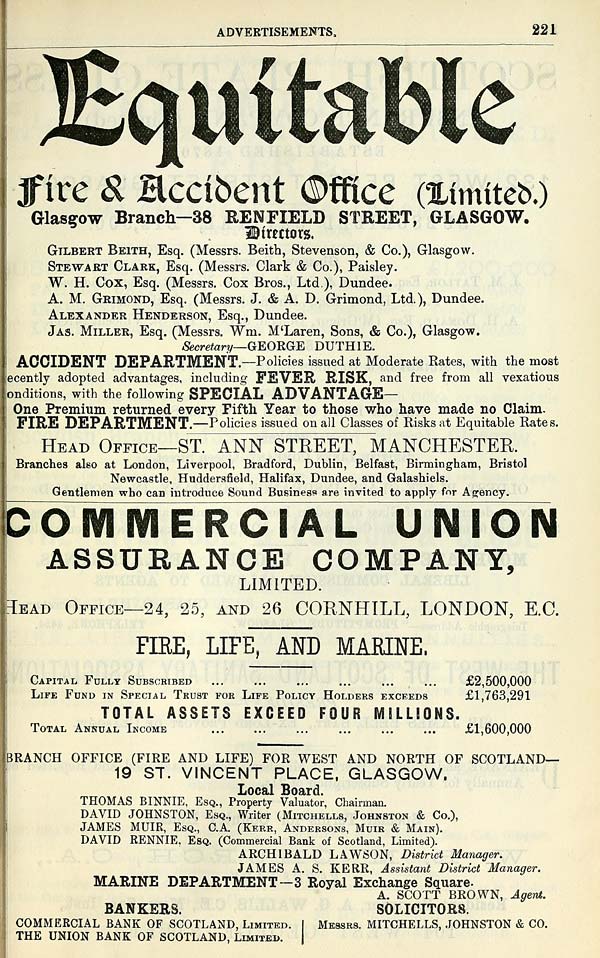 ADVERTISEMENTS. 221
Equitable
Fire & Accident Office (Limited.)
Glasgow Branch—38 RENFIELD STREET, GLASGOW.
Directors.
GILBERT BEITH, Esq. (Messrs. Beith, Stevenson, & Co.), Glasgow.
STEWART CLARK, Esq. (Messrs. Clark & Co.), Paisley.
W. H. COX, Esq. (Messrs. Cox Bros., Ltd.), Dundee.
A. M. GRIMOND, Esq. (Messrs. J. & A. D. Grimond, Ltd.), Dundee.
ALEXANDER HENDERSON, Esq., Dundee.
JAS. MILLER, Esq. (Messrs. Wm. M'Laren, Sons, & Co.), Glasgow.
Secretary—GEORGE DUTHIE.
ACCIDENT DEPARTMENT.—Policies issued at Moderate Rates, with the most
ecently adopted advantages, including FEVER RISK, and free from all vexatious
onditions, with the following SPECIAL ADVANTAGE—
One Premium returned every Fifth Year to those who have made no Claim.
FIRE DEPARTMENT.—Policies issued on all Classes of Risks at Equitable Rates.
HEAD OFFICE—ST. ANN STREET, MANCHESTER.
Branches also at London, Liverpool, Bradford, Dublin, Belfast, Birmingham, Bristol
Newcastle, Huddersfield, Halifax, Dundee, and Galashiels.
Gentlemen who can introduce Sound Business are invited to apply for Agency.
COMMERCIAL UNION
ASSURANCE COMPANY,
LIMITED.
HEAD OFFICE—24, 25, AND 26 CORNHILL, LONDON, E.C.
FIRE, LIFE, AND MARINE.
CAPITAL FULLY SUBSCRIBED ... ... ... ... ... ... £2,500,000
LIFE FUND IN SPECIAL TRUST FOR LIFE POLICY HOLDERS EXCEEDS £1,763,291
TOTAL ASSETS EXCEED FOUR MILLIONS.
TOTAL ANNUAL INCOME ... ... ... ... ... ... £1,600,000
BRANCH OFFICE (FIRE AND LIFE) FOR WEST AND NORTH OF SCOTLAND—
19 ST. VINCENT PLACE, GLASGOW.
Local Board.
THOMAS BINNIE, ESQ., Property Valuator, Chairman.
DAVID JOHNSTON, ESQ., Writer (MITCHELLS, JOHNSTON & Co.),
JAMES MUIR, ESQ., C.A. (KERR, ANDERSONS, MUIR & MAIN).
DAVID RENNIE, ESQ. (Commercial Bank of Scotland, Limited).
ARCHIBALD LAWSON, District Manager.
JAMES A. S. KERR, Assistant District Manager.
MARINE DEPARTMENT—3 Royal Exchange Square.
A. SCOTT BROWN, Agent.
BANKERS.
COMMERCIAL BANK OF SCOTLAND, LIMITED.
THE UNION BANK OF SCOTLAND, LIMITED.
SOLICITORS.
MESSRS. MITCHELLS, JOHNSTON & CO.